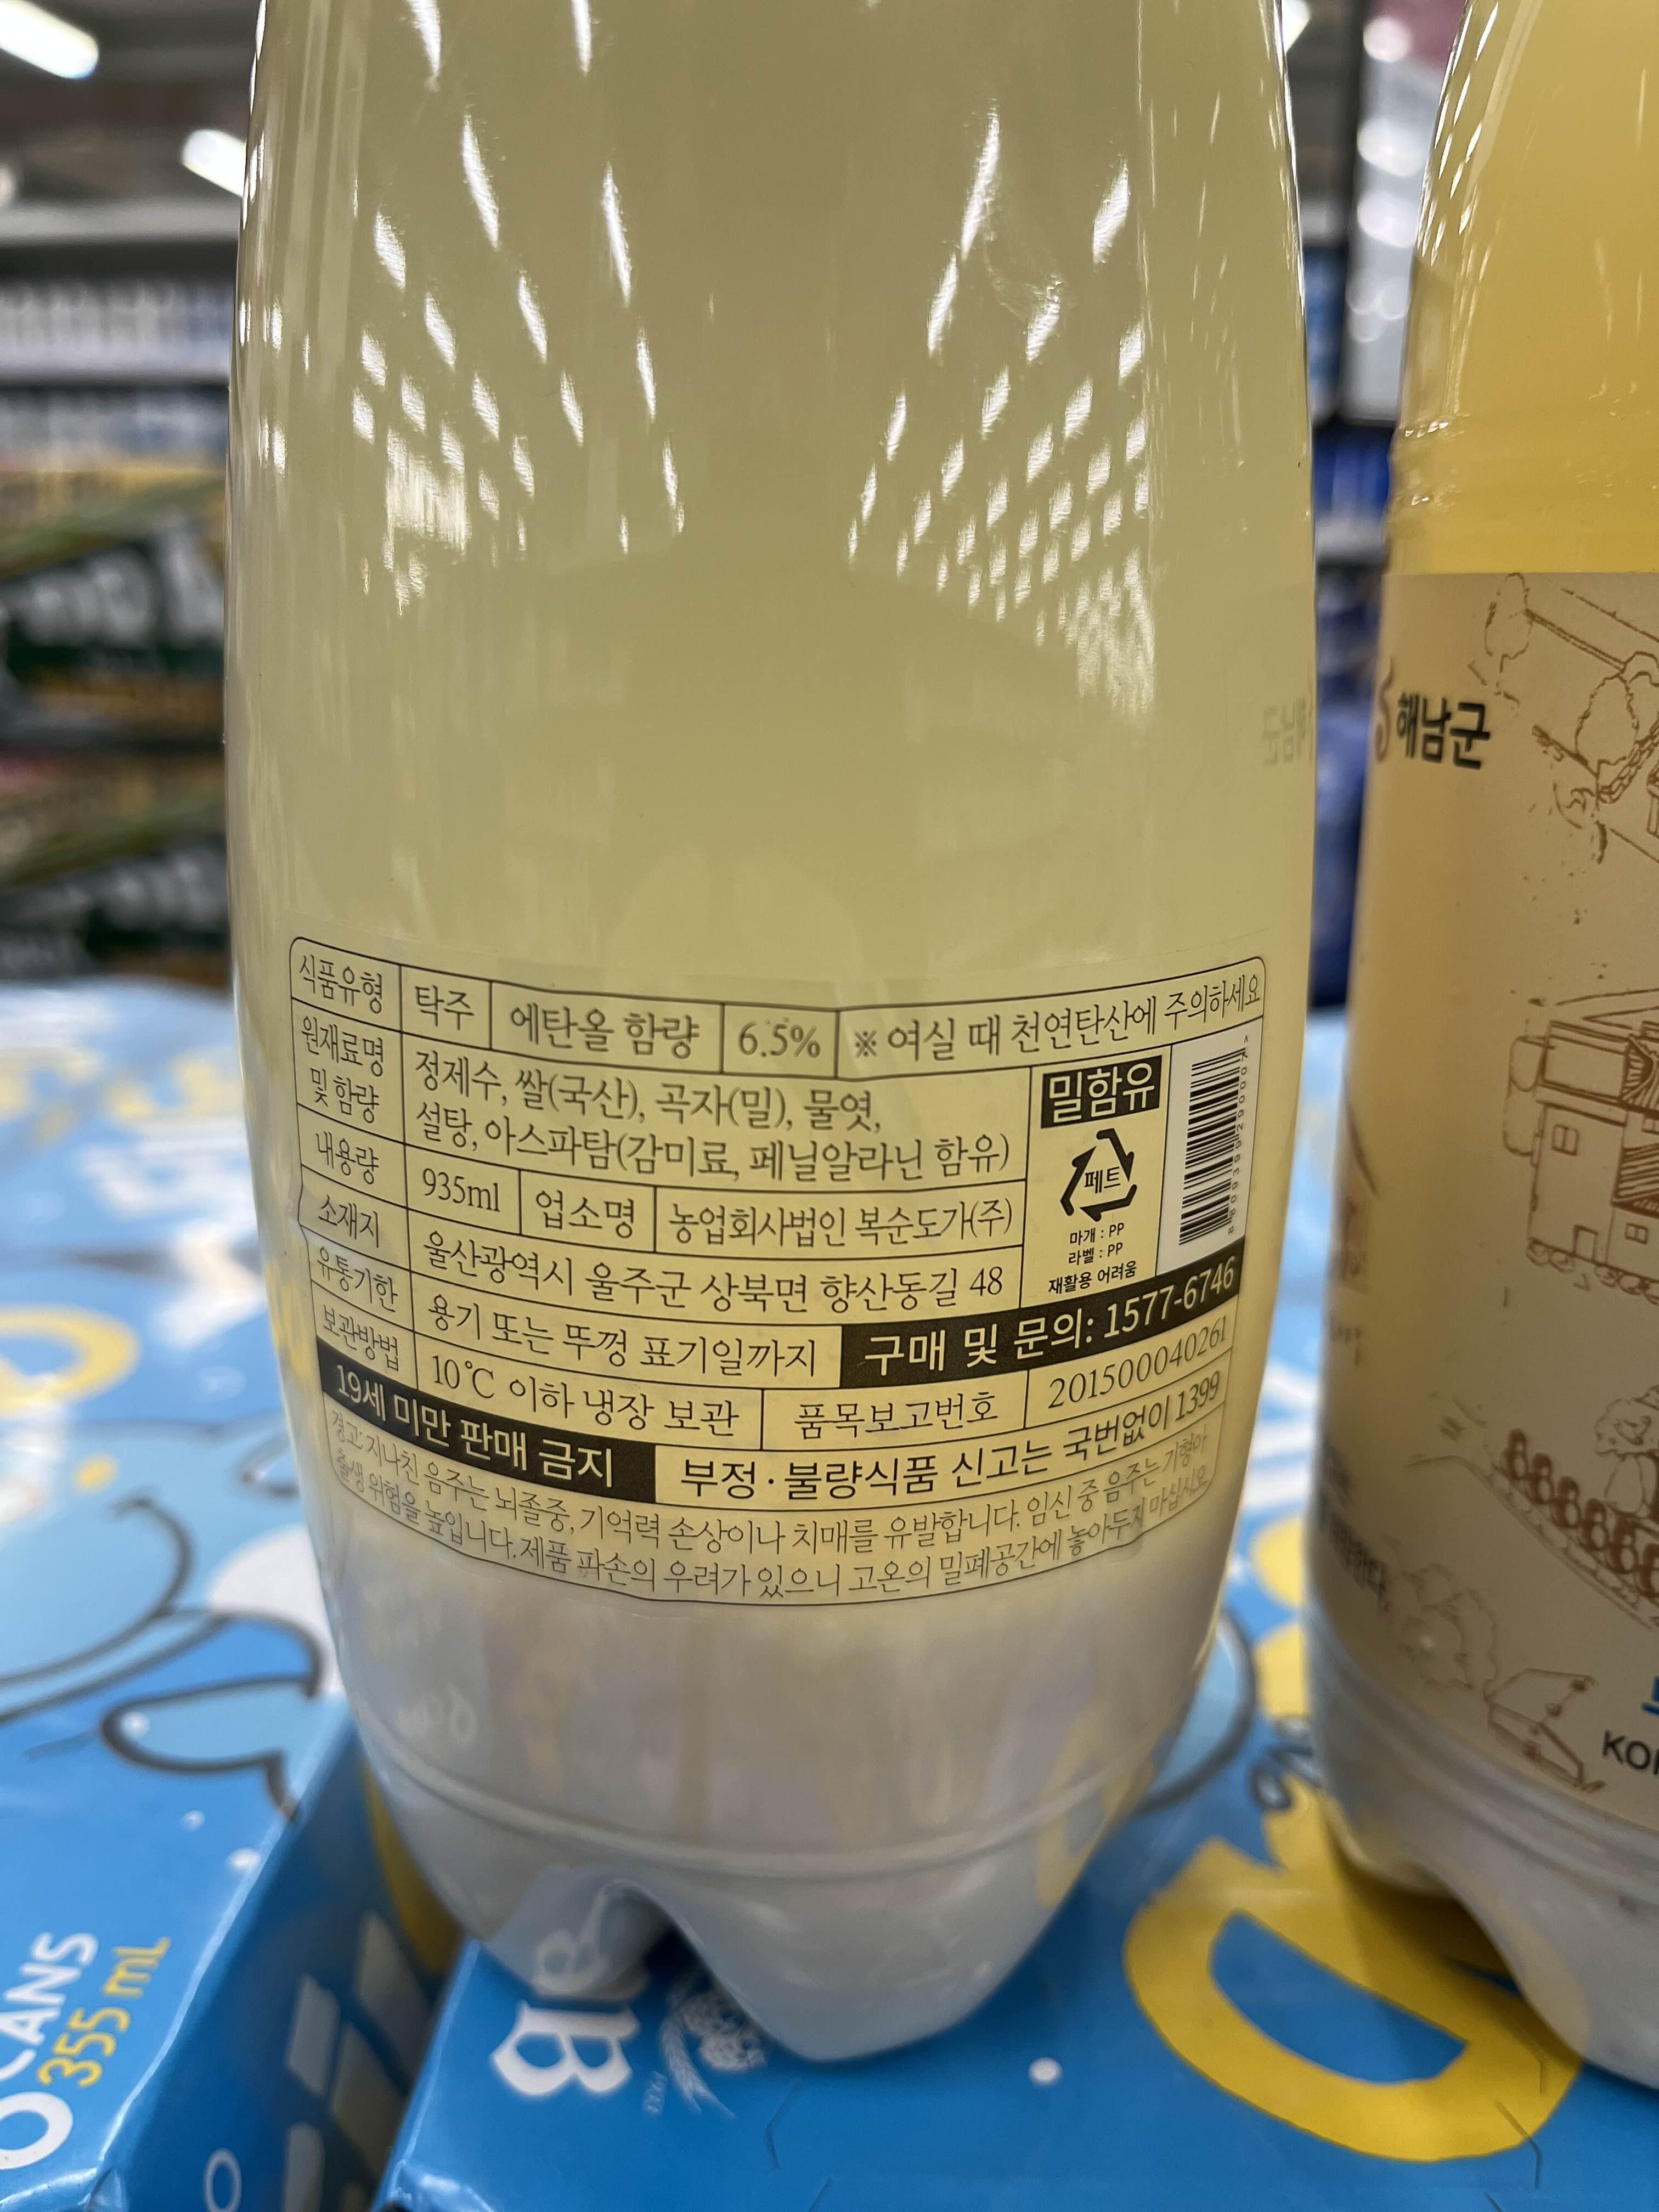 식품유형 탁주 에탄올 함량 6.5% ※ 여실 때 천연탄산에 주의하세요
원재료명 및 함량
정제수, 쌀(국산), 곡자(밀), 물엿,
설탕, 아스파탐(감미료, 페닐알라닌 함유)
밀함유
페트
마개 : PP
라벨 : PP
재활용 어려움
내용량 935ml 업소명 농업회사법인 복순도가(주)
소재지 울산광역시 울주군 상북면 향산동길 48
유통기한 용기 또는 뚜껑 표기일까지 구매 및 문의: 1577-6746
보관방법 10℃ 이하 냉장 보관 품목보고번호 201500040261
19세 미만 판매 금지 부정·불량식품 신고는 국번없이 1399
경고: 지나친 음주는 뇌졸중, 기억력 손상이나 치매를 유발합니다. 임신 중 음주는 기형아
출생 위험을 높입니다. 제품 파손의 우려가 있으니 고온의 밀폐공간에 놓아두지 마십시오
해남군
CANS
355 mL